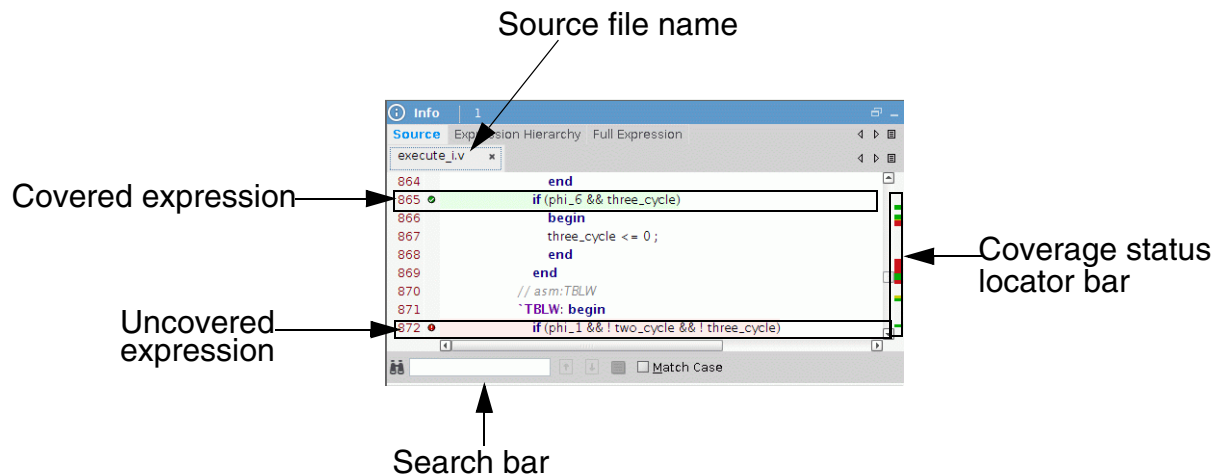 Source file name
Info 1
Source Expression Hierarchy Full Expression
execute_i.v ×
864 end
Covered expression
865 if (phi_6 && three_cycle)
866 begin
867 three_cycle <= 0 ;
868 end
869 end
Coverage status
locator bar
870 // asm:TBLW
871 `TBLW: begin
Uncovered
expression
872 if (phi_1 && ! two_cycle && ! three_cycle)
Match Case
Search bar